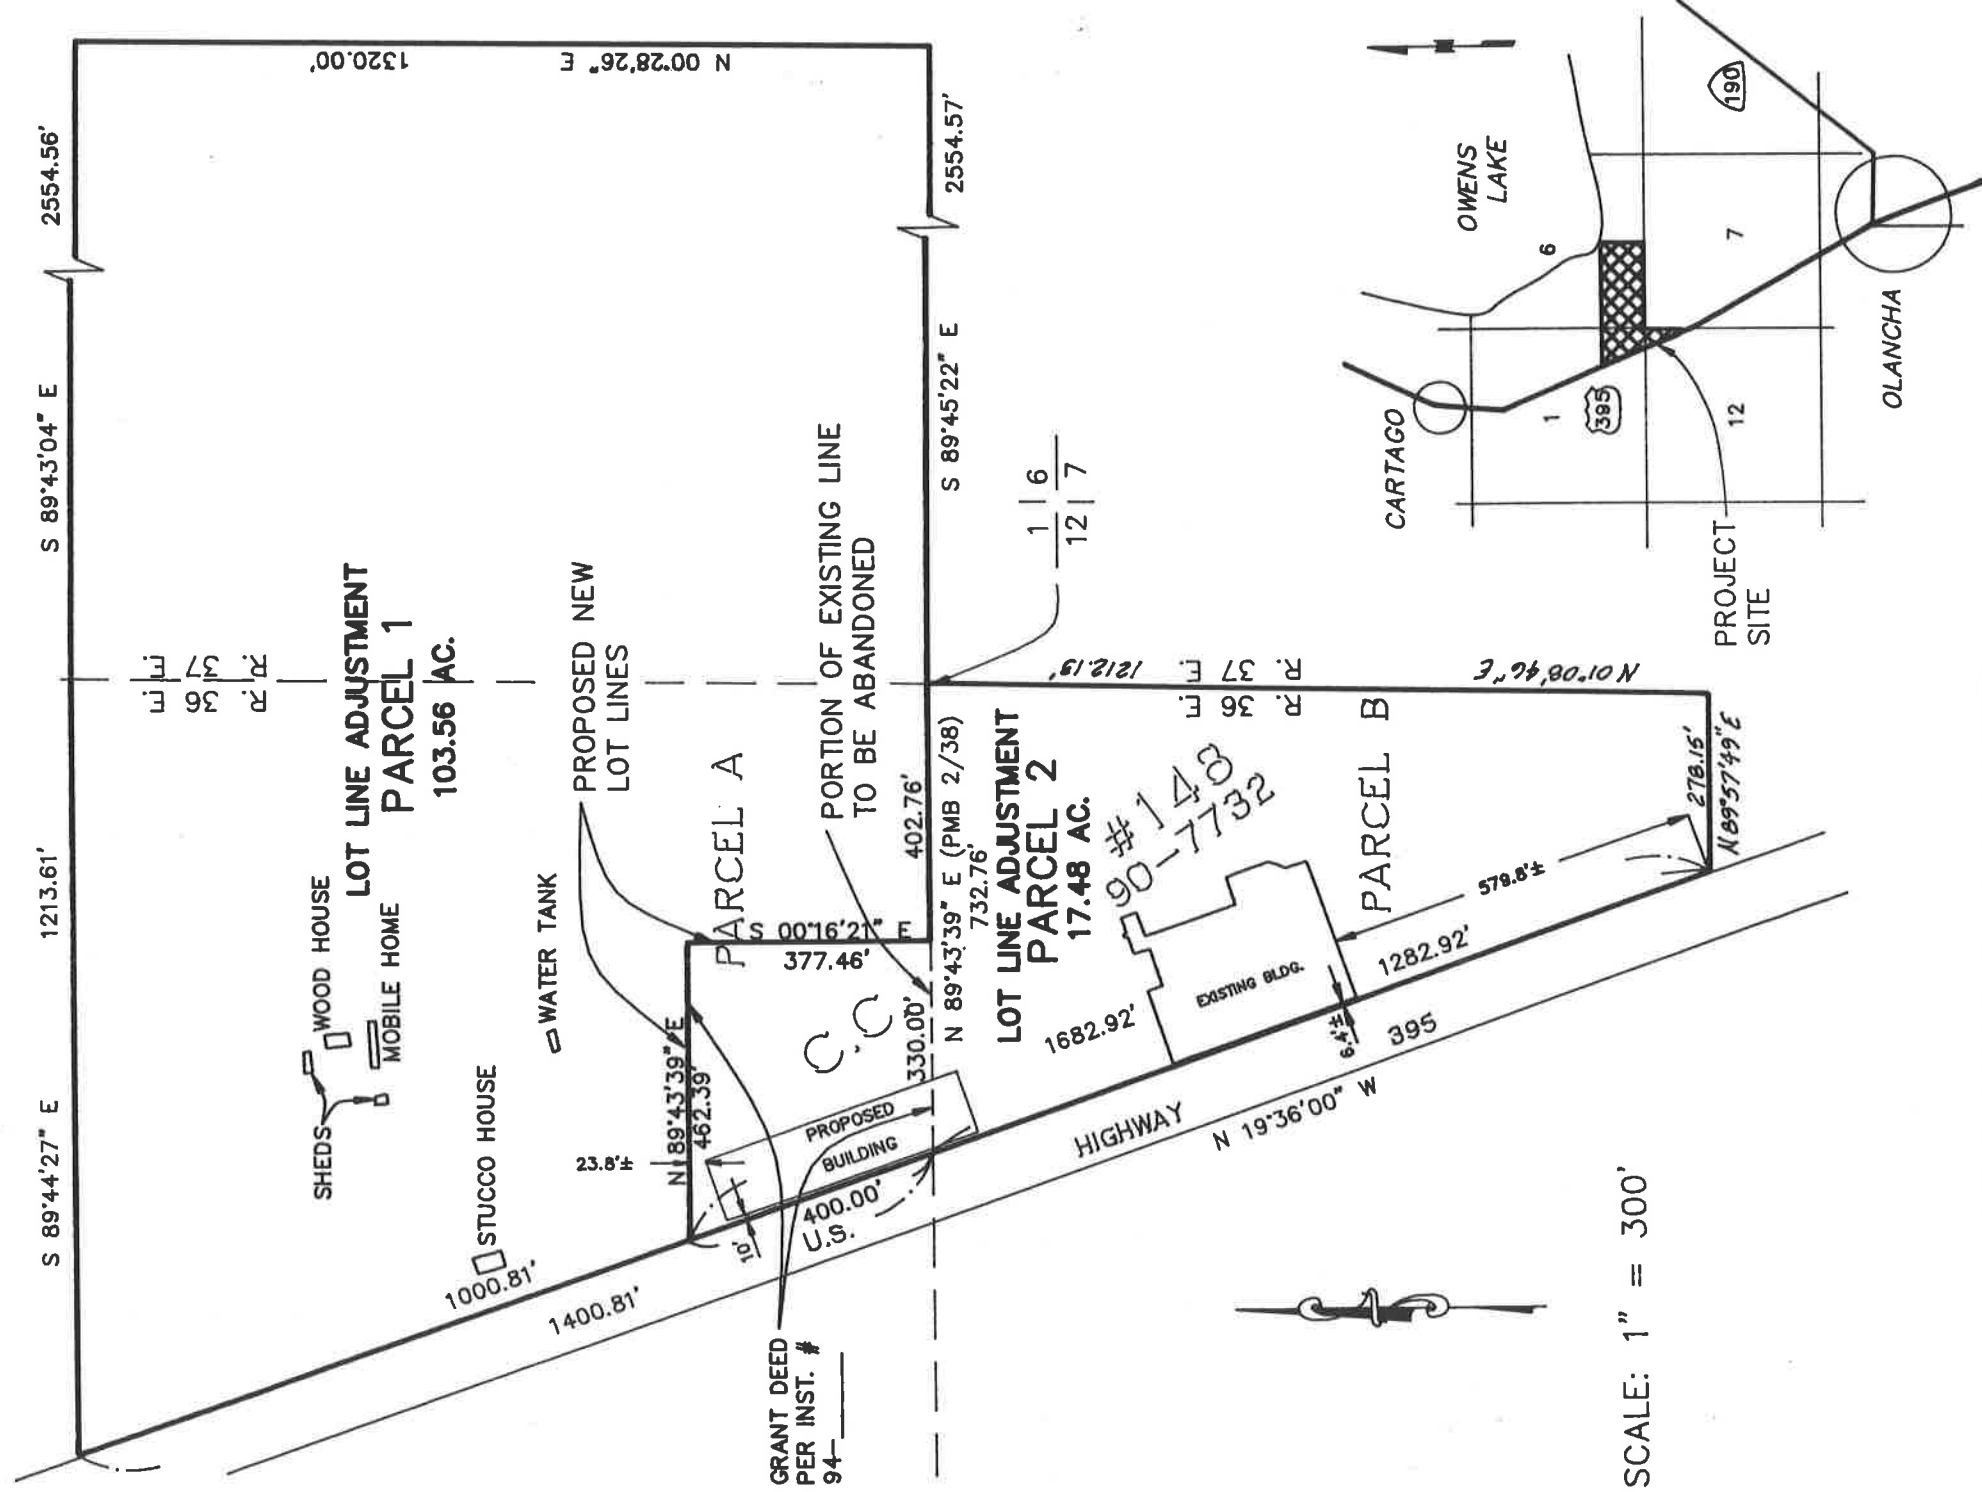 S 89°44'27" E
1213.61'
S 89°43'04" E
2554.56'
N 00°28'26" E
1320.00'
R. 37 E.
R. 36 E.
LOT LINE ADJUSTMENT
PARCEL 1
103.56 AC.
SHEDS
WOOD HOUSE
MOBILE HOME
STUCCO HOUSE
WATER TANK
PROPOSED NEW
LOT LINES
PARCEL A
PORTION OF EXISTING LINE
TO BE ABANDONED
1000.81'
1400.81'
23.8'±
N 89°43'39" E
462.39'
S 00°16'21" E
377.46'
C.C
PROPOSED
BUILDING
10'
400.00'
U.S.
HIGHWAY
395
N 19°36'00" W
GRANT DEED
PER INST. #
94-______
330.00'
402.76'
N 89°43'39" E (PMB 2/38)
732.76'
S 89°45'22" E
2554.57'
1 | 6
12 | 7
LOT LINE ADJUSTMENT
PARCEL 2
17.48 AC.
#148
90-7732
1682.92'
EXISTING BLDG.
PARCEL B
6.4'±
1282.92'
579.8'±
N 01°08'46" E
1212.15'
R. 37 E.
R. 36 E.
278.15'
N 89°57'49" E
SCALE: 1" = 300'
CARTAGO
OWENS
LAKE
6
1
395
190
7
12
OLANCHA
PROJECT
SITE